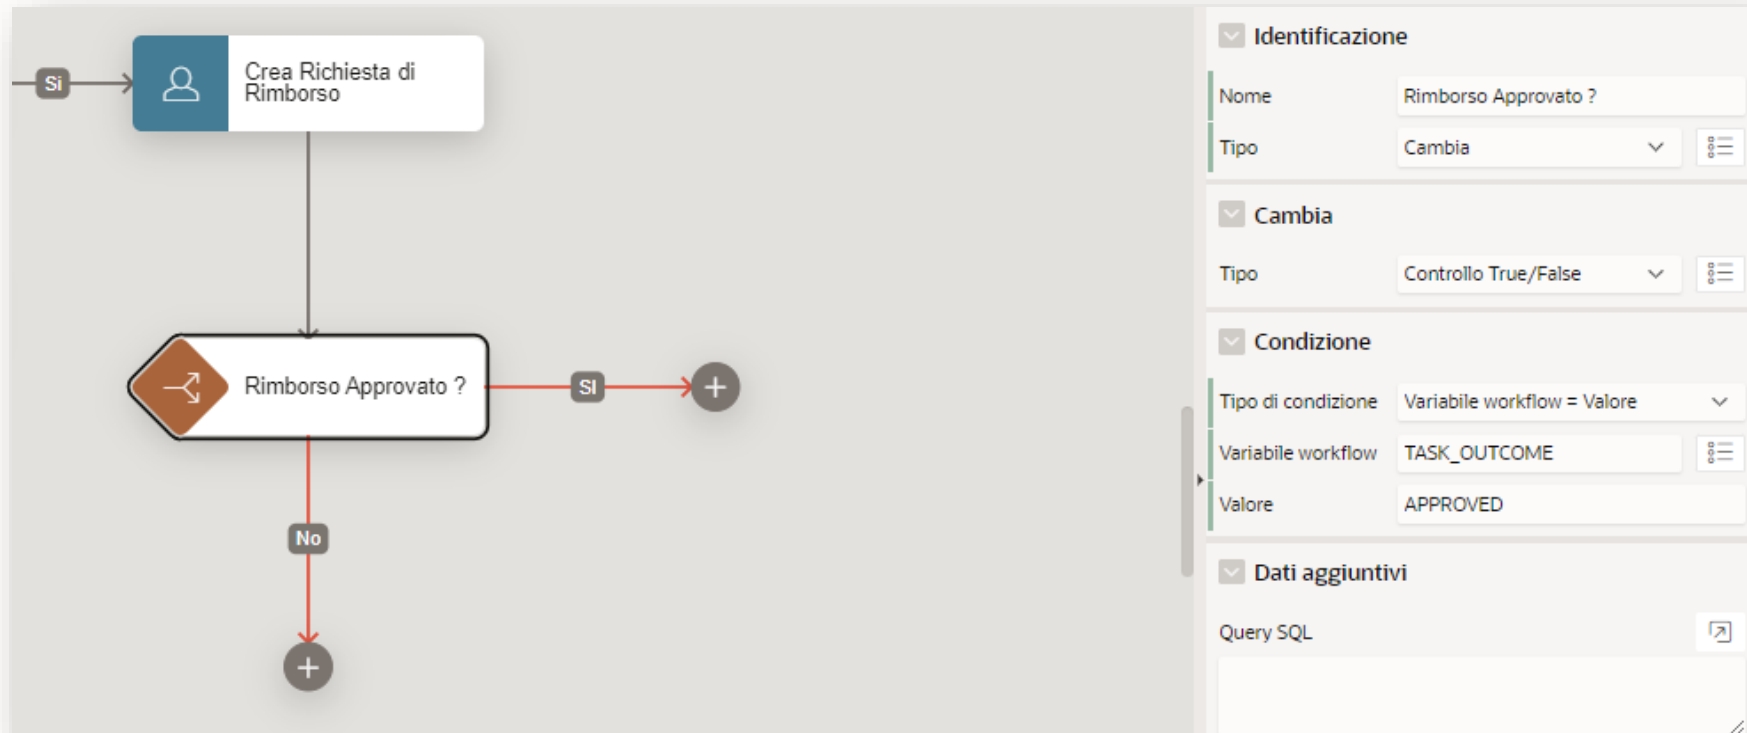 Si
Crea Richiesta di
Rimborso
Rimborso Approvato ?
SI
No
Identificazione
Nome
Rimborso Approvato ?
Tipo
Cambia
Cambia
Tipo
Controllo True/False
Condizione
Tipo di condizione
Variabile workflow = Valore
Variabile workflow
TASK_OUTCOME
Valore
APPROVED
Dati aggiuntivi
Query SQL